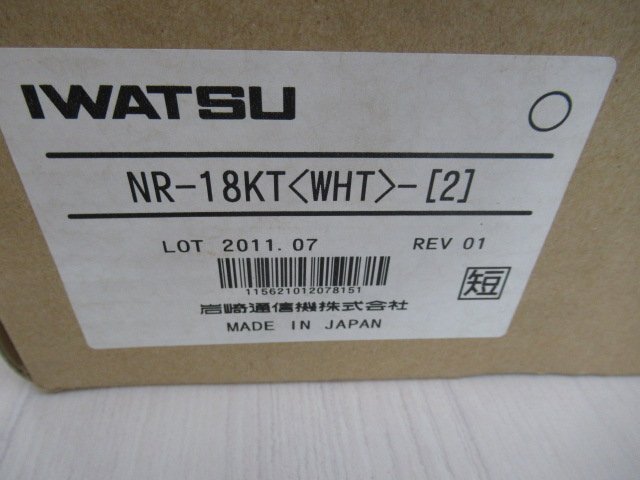 IWATSU
NR-18KT<WHT>-[2]
LOT 2011.07 REV 01
115621012078151
短
岩崎通信機株式会社
MADE IN JAPAN